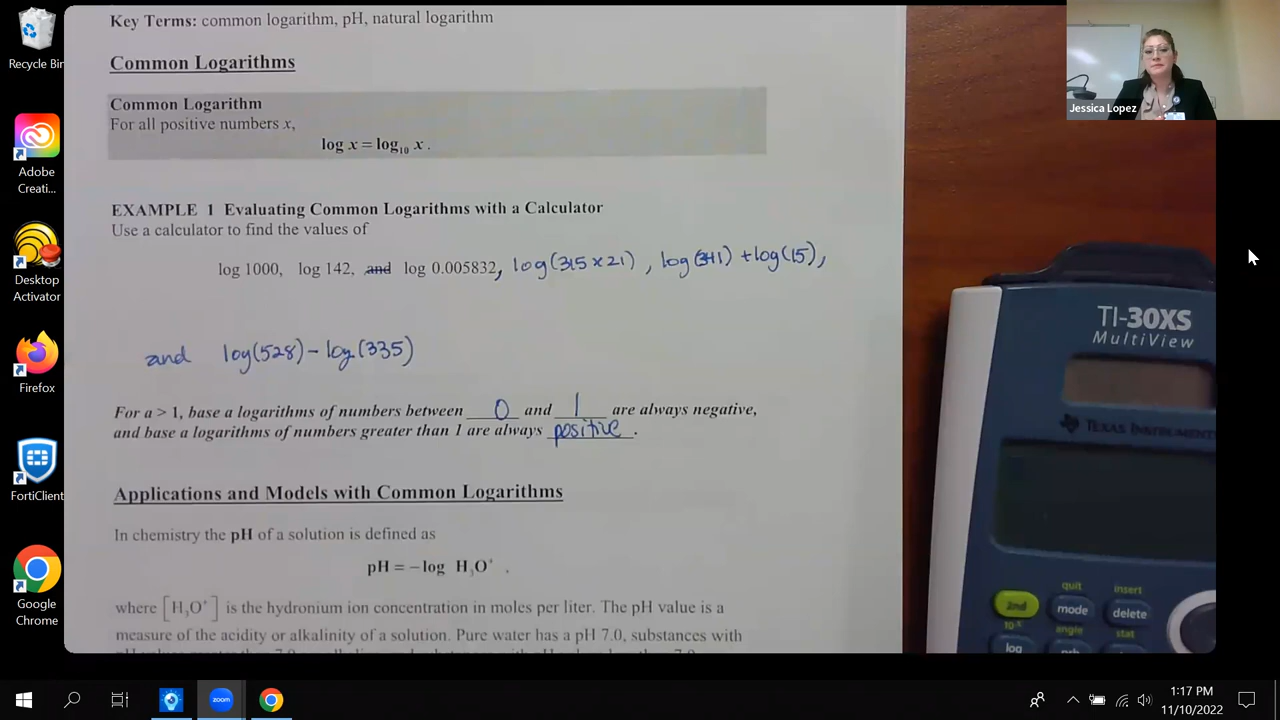 Key Terms: common logarithm, pH, natural logarithm
Common Logarithms
Common Logarithm
For all positive numbers x,
log x = log₁₀ x .
EXAMPLE 1 Evaluating Common Logarithms with a Calculator
Use a calculator to find the values of
log 1000, log 142, and log 0.005832, log(315 x 21), log(341) + log(15),
and log(528) - log(335)
For a > 1, base a logarithms of numbers between 0 and 1 are always negative,
and base a logarithms of numbers greater than 1 are always positive.
Applications and Models with Common Logarithms
In chemistry the pH of a solution is defined as
pH = −log H₃O⁺ .
where [H₃O⁺] is the hydronium ion concentration in moles per liter. The pH value is a
measure of the acidity or alkalinity of a solution. Pure water has a pH 7.0, substances with
Recycle Bin
Adobe
Creati...
Desktop
Activator
Firefox
FortiClient
Google
Chrome
Jessica Lopez
TI-30XS
MultiView
TEXAS INSTRUMENTS
quit
insert
2nd
mode
delete
10ˣ
angle
stat
log
zoom
1:17 PM
11/10/2022